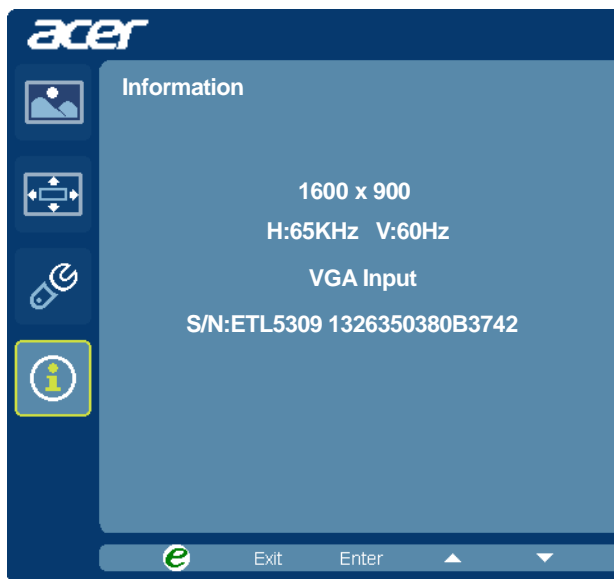 acer
Information
1600 x 900
H:65KHz V:60Hz
VGA Input
S/N:ETL5309 1326350380B3742
e Exit Enter